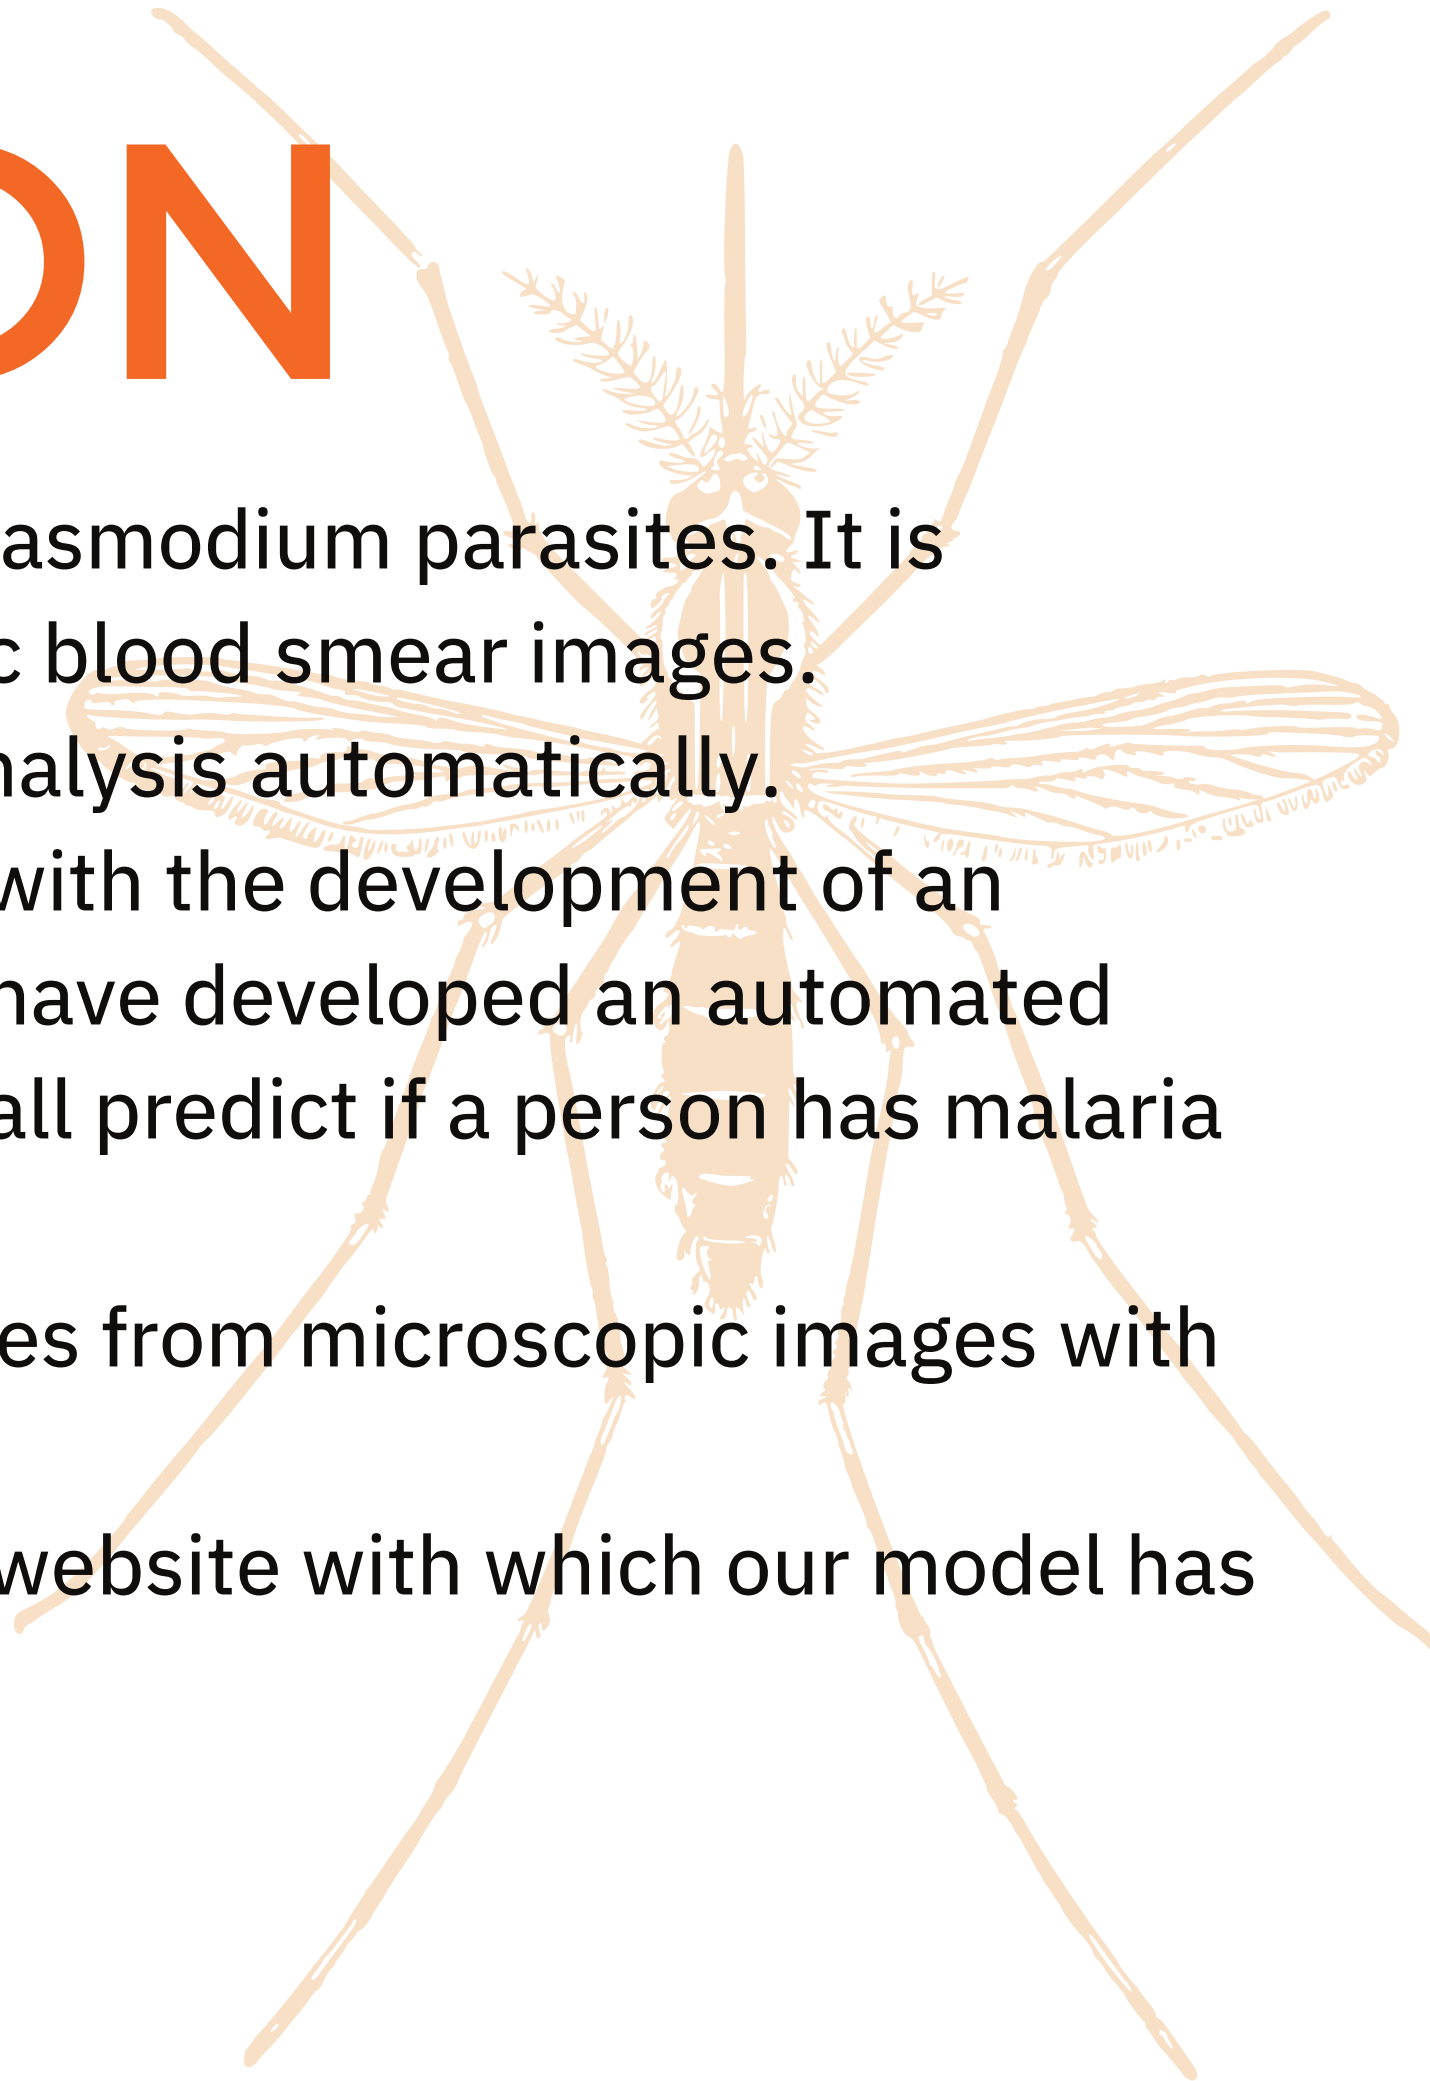 ON
asmodium parasites. It is
c blood smear images.
nalysis automatically.
with the development of an
have developed an automated
all predict if a person has malaria
es from microscopic images with
website with which our model has